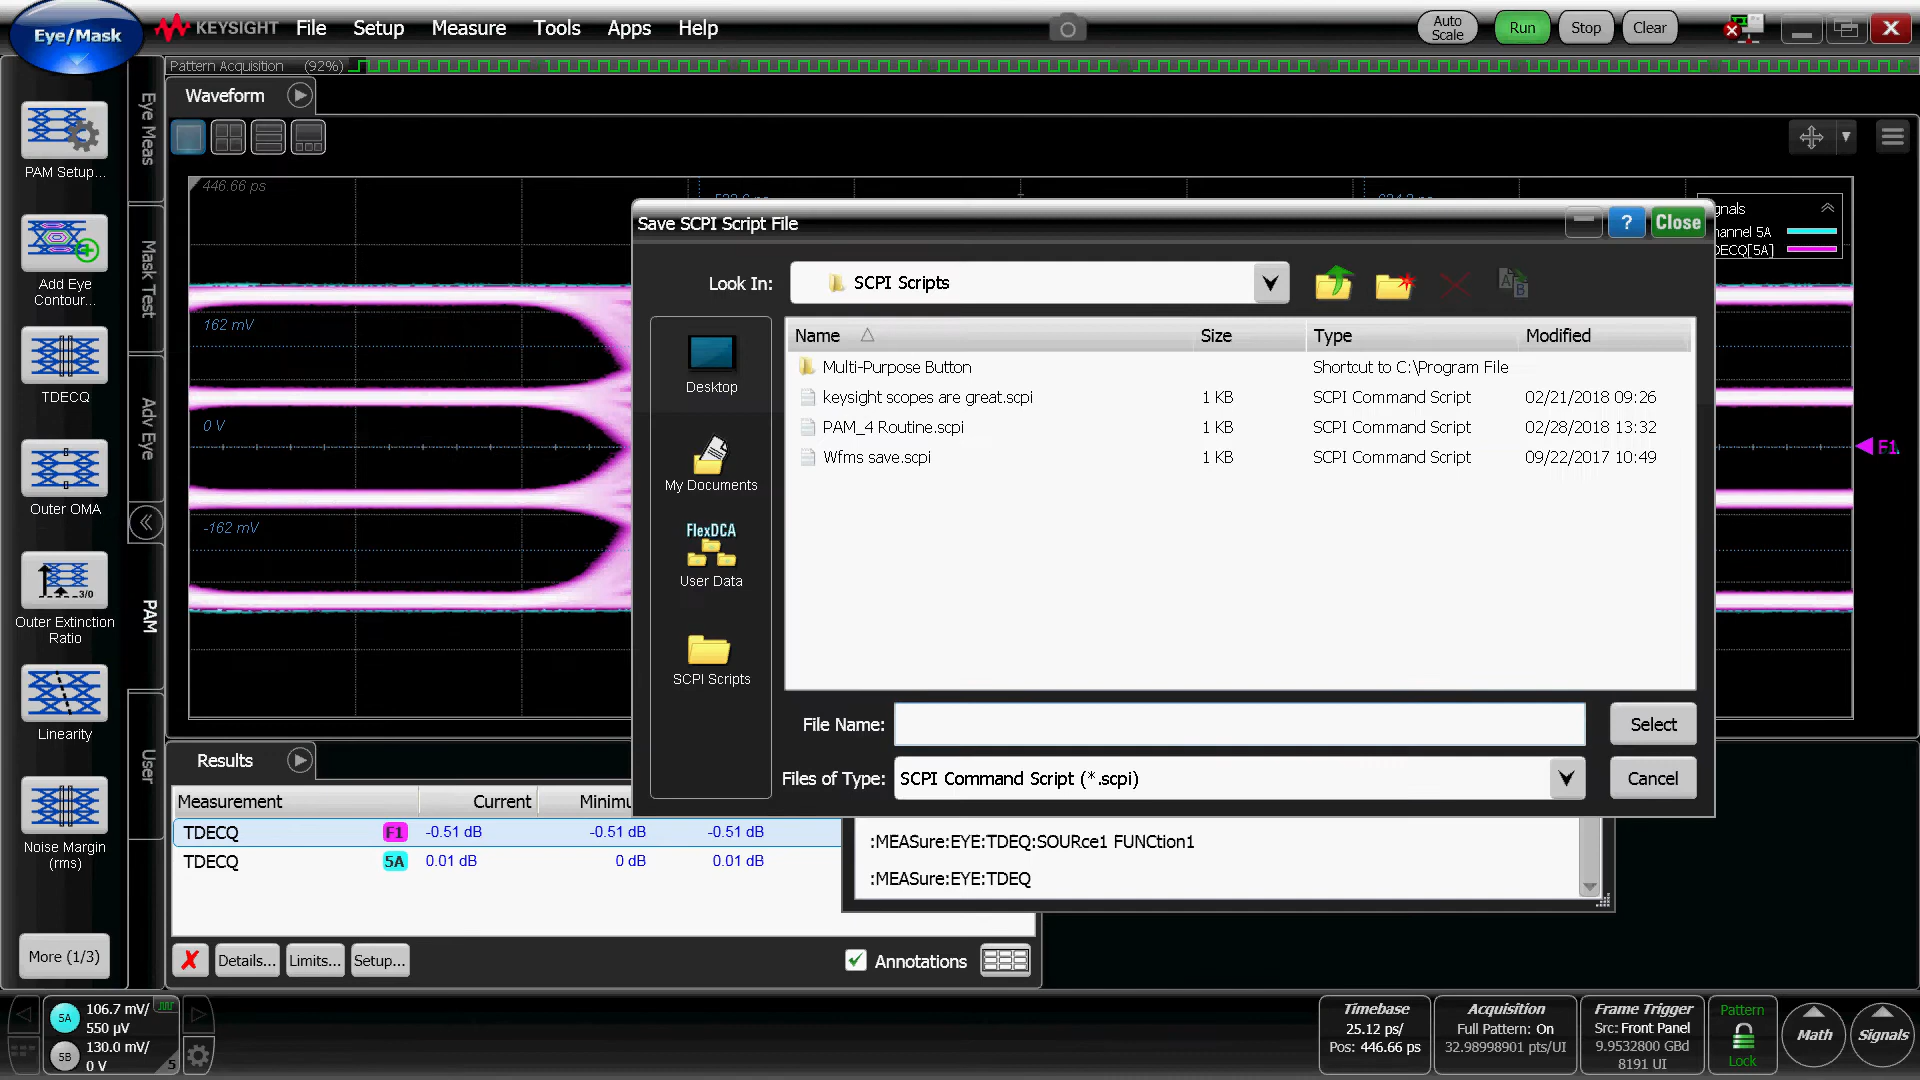 Eye/Mask
KEYSIGHT
File
Setup
Measure
Tools
Apps
Help
Auto
Scale
Run
Stop
Clear
Pattern Acquisition (92%)
Waveform
Eye Meas
Mask Test
Adv Eye
PAM
User
PAM Setup...
Add Eye
Contour...
TDECQ
Outer OMA
3/0
Outer Extinction
Ratio
Linearity
Noise Margin
(rms)
More (1/3)
446.66 ps
162 mV
0 V
-162 mV
hannel 5A
F1
Save SCPI Script File
?
Close
Look In:
SCPI Scripts
Desktop
My Documents
FlexDCA
User Data
SCPI Scripts
Name
Size
Type
Modified
Multi-Purpose Button
Shortcut to C:\Program File
keysight scopes are great.scpi
1 KB
SCPI Command Script
02/21/2018 09:26
PAM_4 Routine.scpi
1 KB
SCPI Command Script
02/28/2018 13:32
Wfms save.scpi
1 KB
SCPI Command Script
09/22/2017 10:49
File Name:
Select
Files of Type:
SCPI Command Script (*.scpi)
Cancel
:MEASure:EYE:TDEQ:SOURce1 FUNCtion1
:MEASure:EYE:TDEQ
Results
Measurement
Current
Minimu
TDECQ
F1
-0.51 dB
-0.51 dB
-0.51 dB
TDECQ
5A
0.01 dB
0 dB
0.01 dB
Details...
Limits...
Setup...
Annotations
5A
106.7 mV/
550 µV
5B
130.0 mV/
0 V
5
Timebase
25.12 ps/
Pos: 446.66 ps
Acquisition
Full Pattern: On
32.98998901 pts/UI
Frame Trigger
Src: Front Panel
9.9532800 GBd
8191 UI
Pattern
Lock
Math
Signals